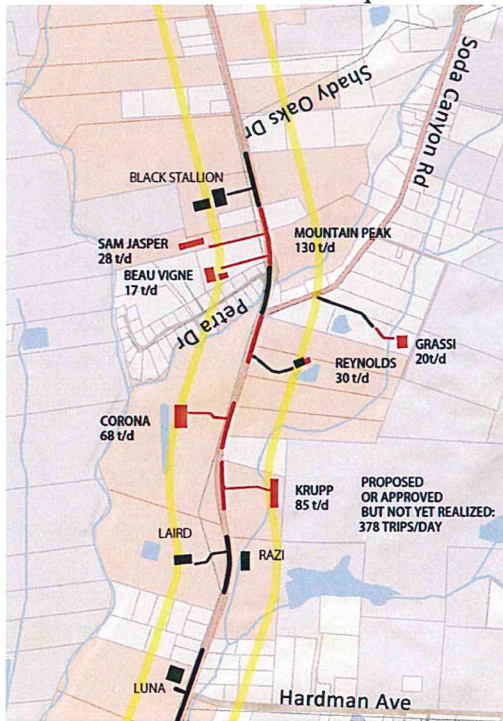 Shady Oaks Dr
Soda Canyon Rd
BLACK STALLION
SAM JASPER
28 t/d
MOUNTAIN PEAK
130 t/d
BEAU VIGNE
17 t/d
Petra Dr
GRASSI
20t/d
REYNOLDS
30 t/d
CORONA
68 t/d
KRUPP
85 t/d
PROPOSED
OR APPROVED
BUT NOT YET REALIZED:
378 TRIPS/DAY
LAIRD
RAZI
LUNA
Hardman Ave